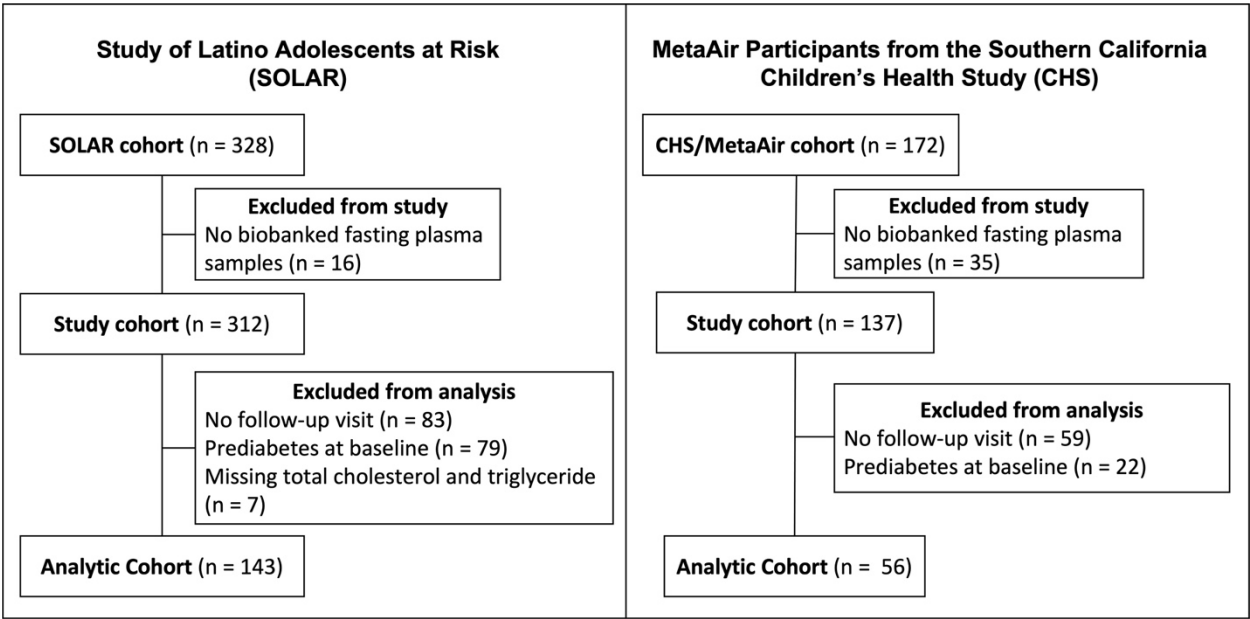 Study of Latino Adolescents at Risk
(SOLAR)
SOLAR cohort (n = 328)
Excluded from study
No biobanked fasting plasma
samples (n = 16)
Study cohort (n = 312)
Excluded from analysis
No follow-up visit (n = 83)
Prediabetes at baseline (n = 79)
Missing total cholesterol and triglyceride
(n = 7)
Analytic Cohort (n = 143)
MetaAir Participants from the Southern California
Children’s Health Study (CHS)
CHS/MetaAir cohort (n = 172)
Excluded from study
No biobanked fasting plasma
samples (n = 35)
Study cohort (n = 137)
Excluded from analysis
No follow-up visit (n = 59)
Prediabetes at baseline (n = 22)
Analytic Cohort (n =  56)